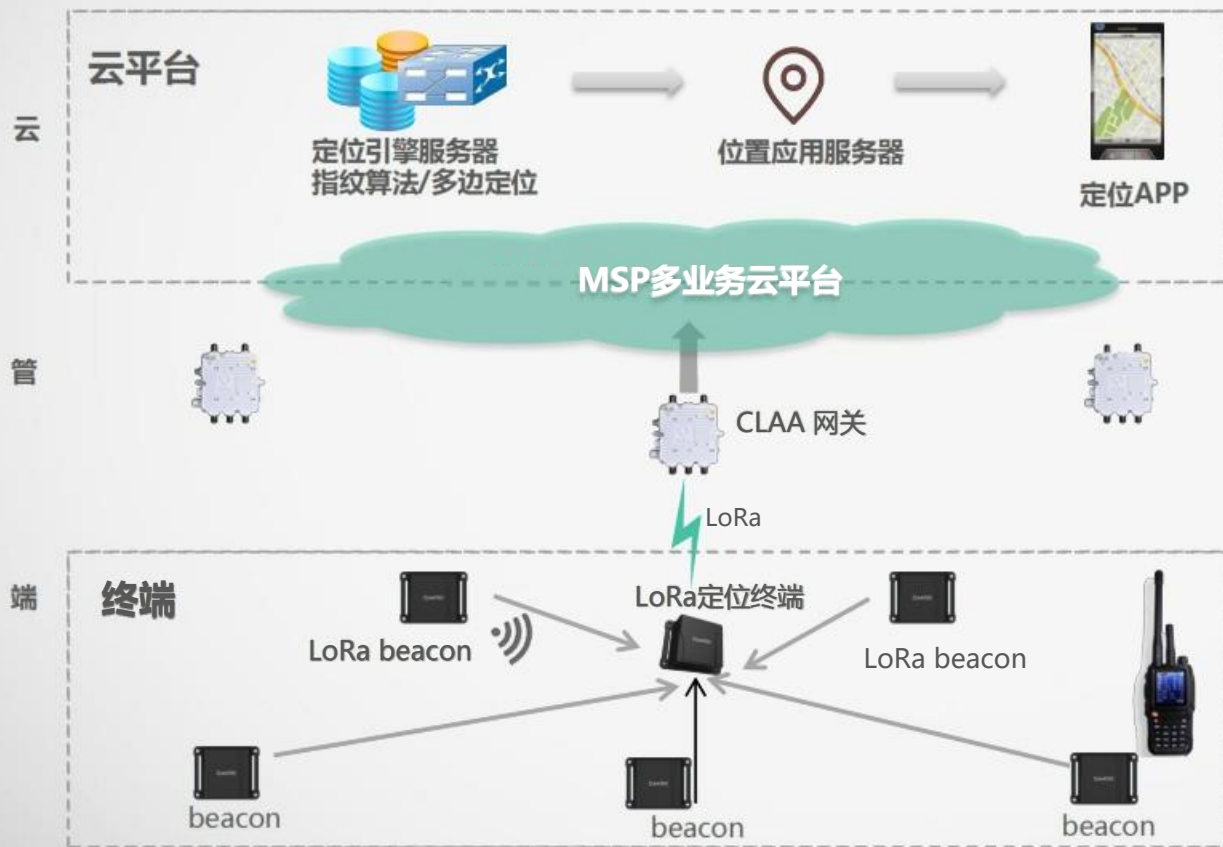 云平台
云
定位引擎服务器
指纹算法/多边定位
位置应用服务器
定位APP
MSP多业务云平台
管
CLAA 网关
LoRa
端
终端
LoRa定位终端
LoRa beacon
LoRa beacon
beacon
beacon
beacon